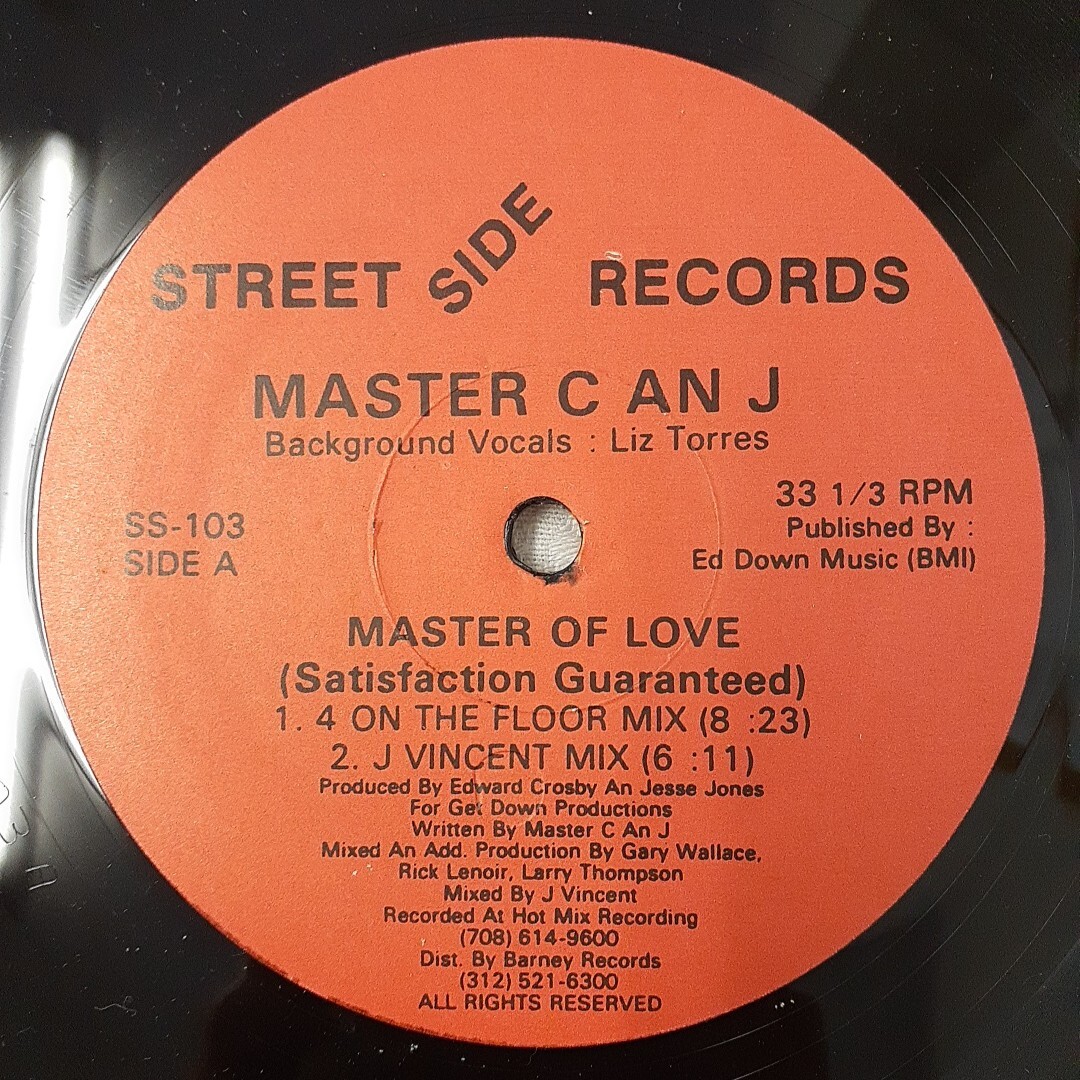 STREET SIDE RECORDS
MASTER C AN J
Background Vocals : Liz Torres
33 1/3 RPM
Published By :
Ed Down Music (BMI)
SS-103
SIDE A
MASTER OF LOVE
(Satisfaction Guaranteed)
1. 4 ON THE FLOOR MIX (8 :23)
2. J VINCENT MIX (6 :11)
Produced By Edward Crosby An Jesse Jones
For Get Down Productions
Written By Master C An J
Mixed An Add. Production By Gary Wallace,
Rick Lenoir, Larry Thompson
Mixed By J Vincent
Recorded At Hot Mix Recording
(708) 614-9600
Dist. By Barney Records
(312) 521-6300
ALL RIGHTS RESERVED